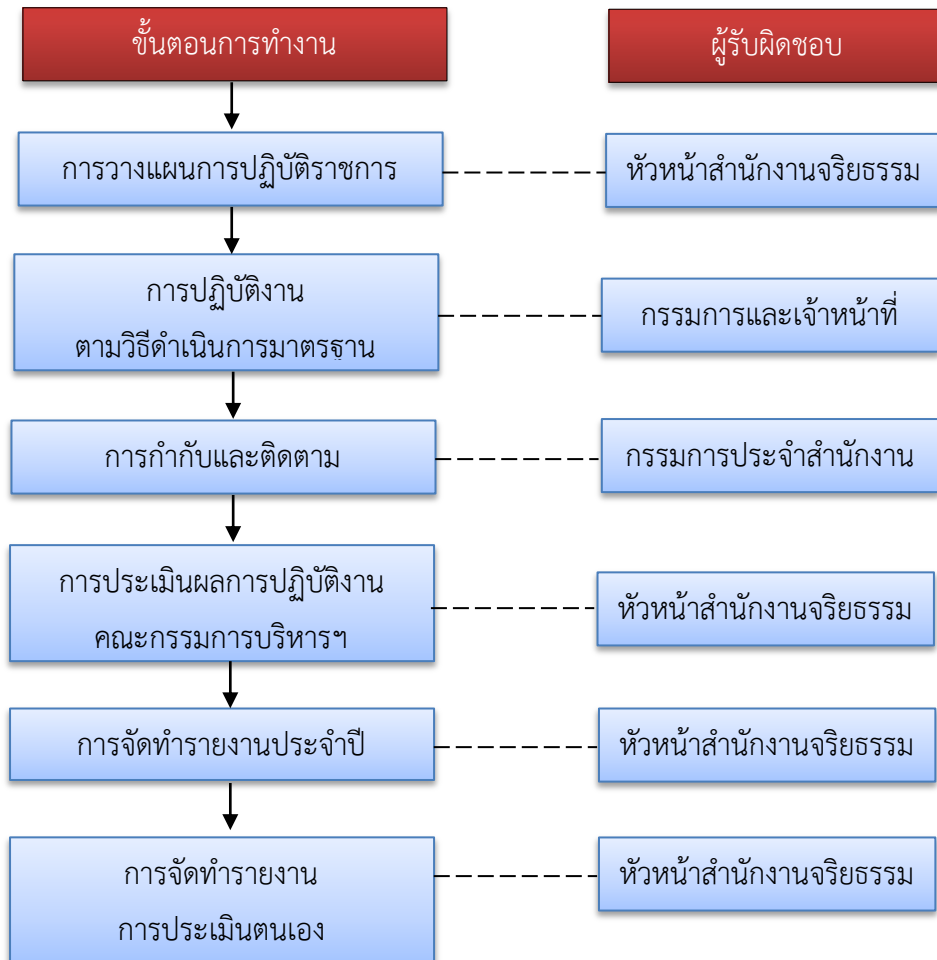 ขั้นตอนการทำงาน
ผู้รับผิดชอบ
การวางแผนการปฏิบัติราชการ
หัวหน้าสำนักงานจริยธรรม
การปฏิบัติงาน
ตามวิธีดำเนินการมาตรฐาน
กรรมการและเจ้าหน้าที่
การกำกับและติดตาม
กรรมการประจำสำนักงาน
การประเมินผลการปฏิบัติงาน
คณะกรรมการบริหารฯ
หัวหน้าสำนักงานจริยธรรม
การจัดทำรายงานประจำปี
หัวหน้าสำนักงานจริยธรรม
การจัดทำรายงาน
การประเมินตนเอง
หัวหน้าสำนักงานจริยธรรม